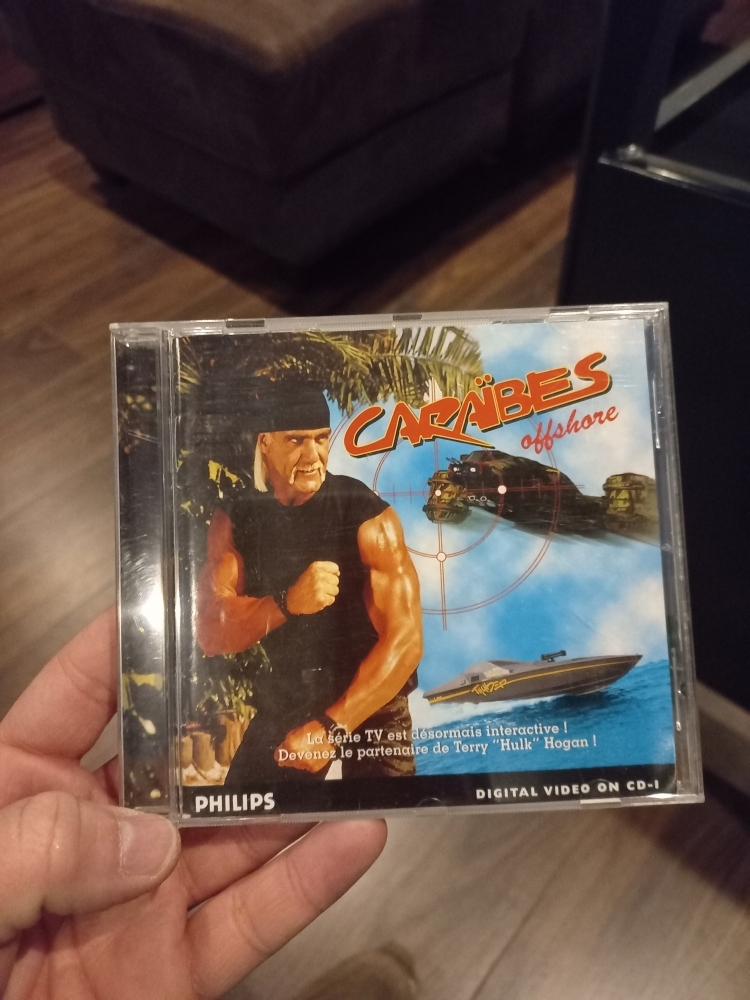 CARAÏBES
offshore
THUNDER
La série TV est désormais interactive !
Devenez le partenaire de Terry "Hulk" Hogan !
PHILIPS
DIGITAL VIDEO ON CD-I